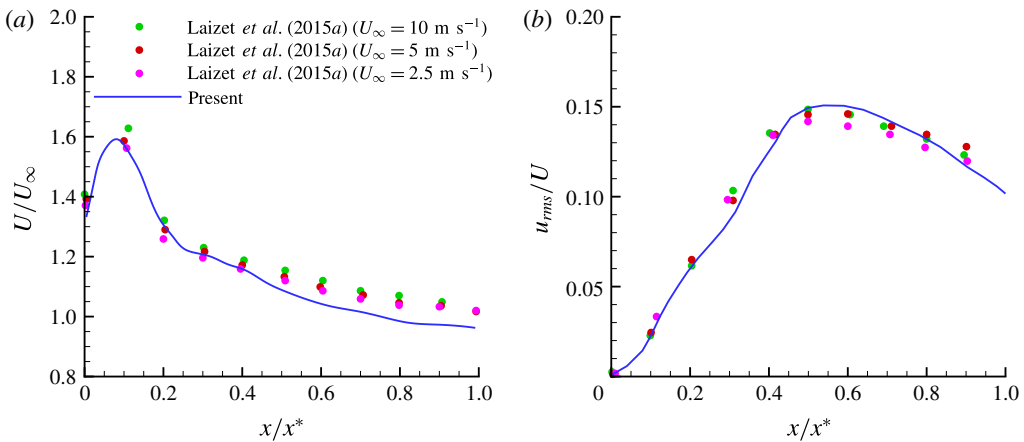 (a)
2.0
1.8
1.6
1.4
1.2
1.0
0.8
U/U∞
Laizet et al. (2015a) (U∞ = 10 m s⁻¹)
Laizet et al. (2015a) (U∞ = 5 m s⁻¹)
Laizet et al. (2015a) (U∞ = 2.5 m s⁻¹)
Present
0 0.2 0.4 0.6 0.8 1.0
x/x*
(b)
0.20
0.15
0.10
0.05
u_rms/U
0 0.2 0.4 0.6 0.8 1.0
x/x*